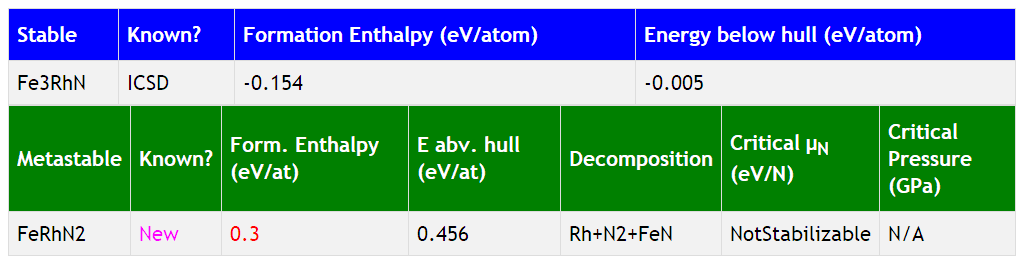 Stable Known? Formation Enthalpy (eV/atom) Energy below hull (eV/atom)
Fe3RhN ICSD -0.154 -0.005
Metastable Known? Form. Enthalpy (eV/at) E abv. hull (eV/at) Decomposition Critical μN (eV/N) Critical Pressure (GPa)
FeRhN2 New 0.3 0.456 Rh+N2+FeN NotStabilizable N/A